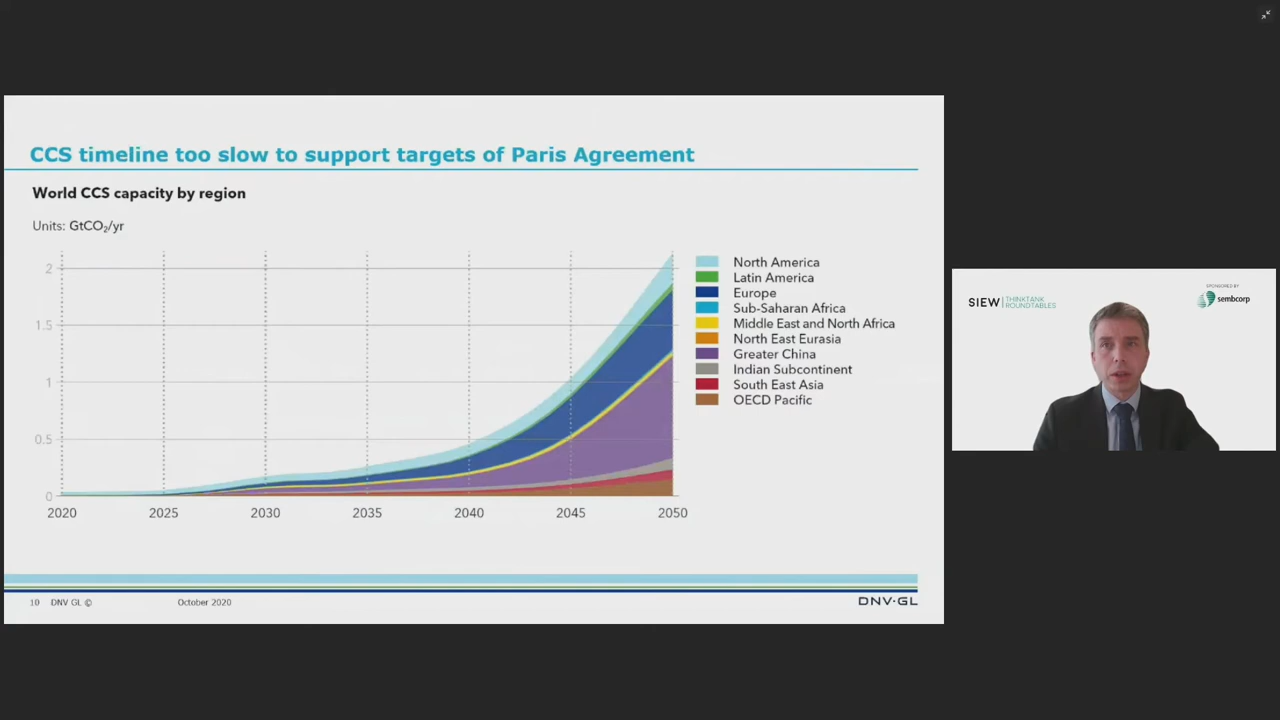 CCS timeline too slow to support targets of Paris Agreement
World CCS capacity by region
Units: GtCO₂/yr
2
1.5
1
0.5
0
2020 2025 2030 2035 2040 2045 2050
North America
Latin America
Europe
Sub-Saharan Africa
Middle East and North Africa
North East Eurasia
Greater China
Indian Subcontinent
South East Asia
OECD Pacific
10 DNV GL © October 2020
DNV·GL
SIEW THINKTANK
ROUNDTABLES
SPONSORED BY
sembcorp